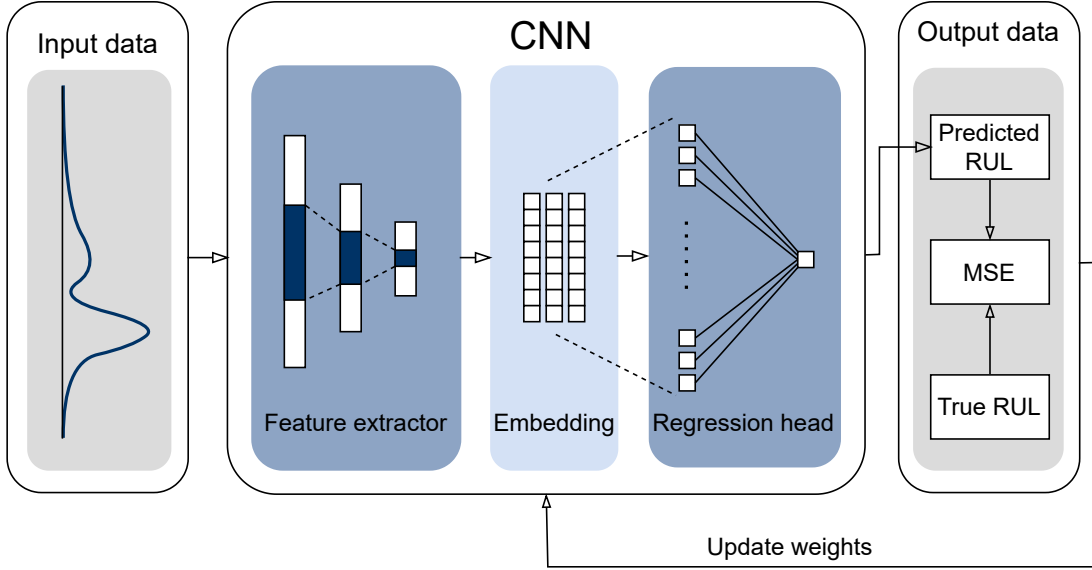 Input data
CNN
Output data
Predicted
RUL
MSE
True RUL
Feature extractor
Embedding
Regression head
Update weights